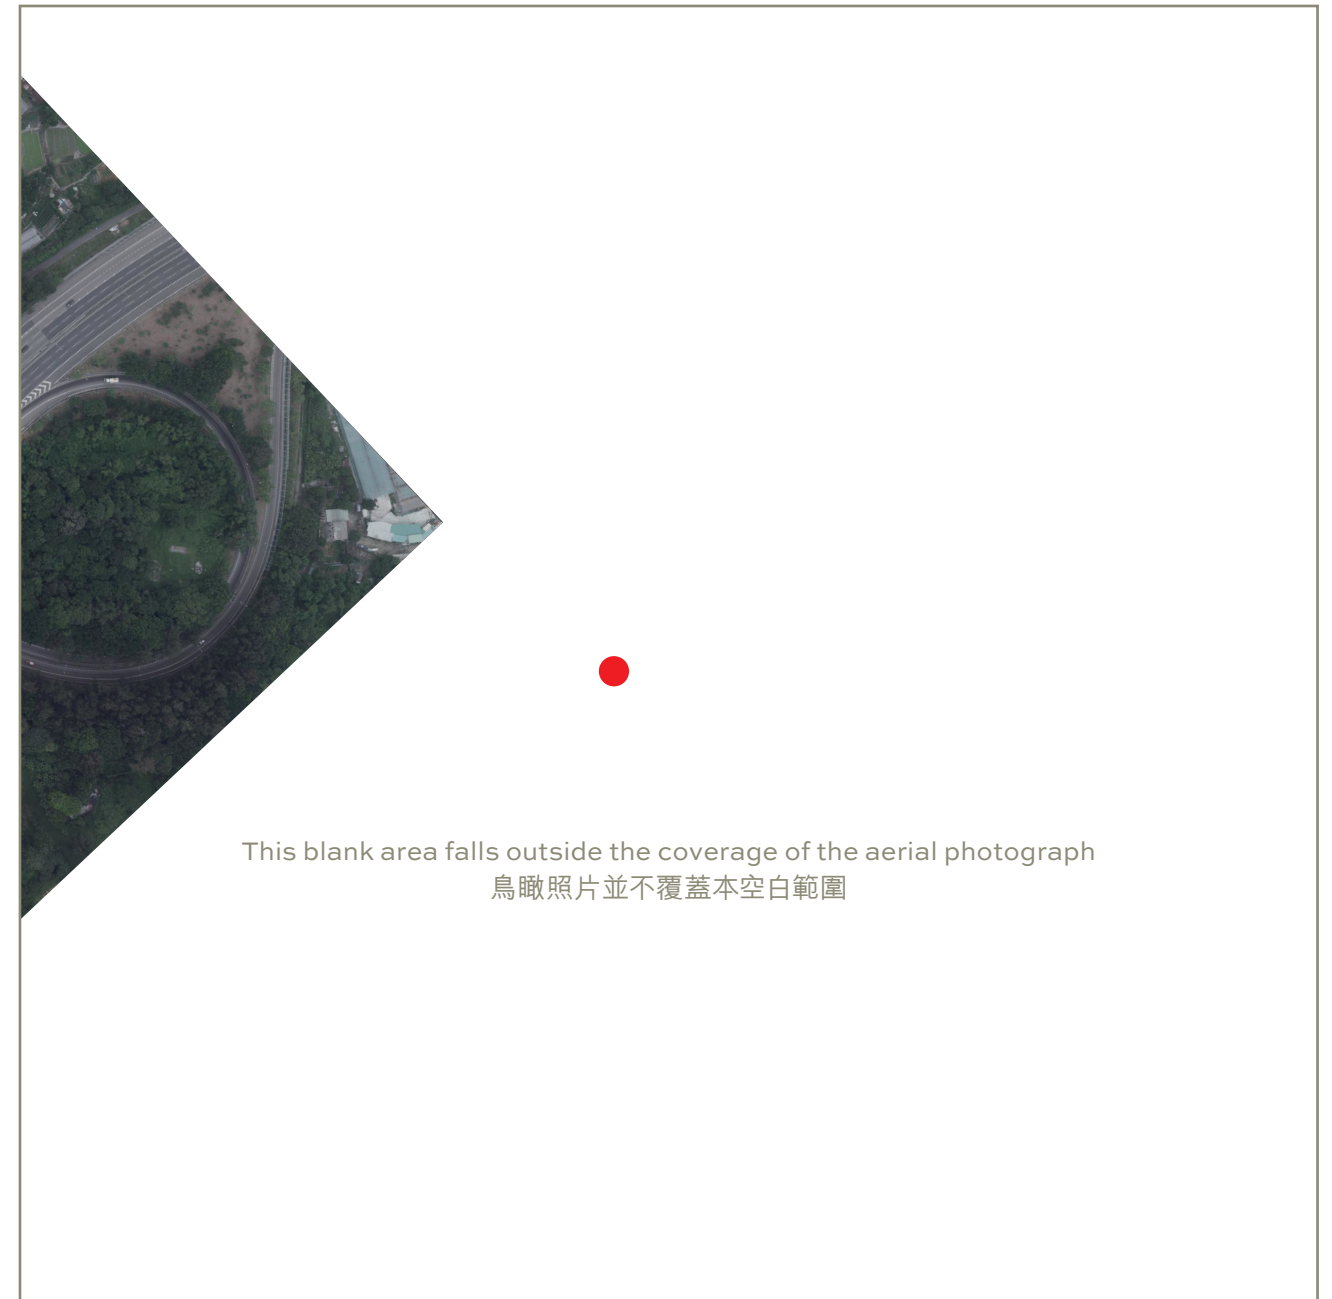 This blank area falls outside the coverage of the aerial photograph
鳥瞰照片並不覆蓋本空白範圍